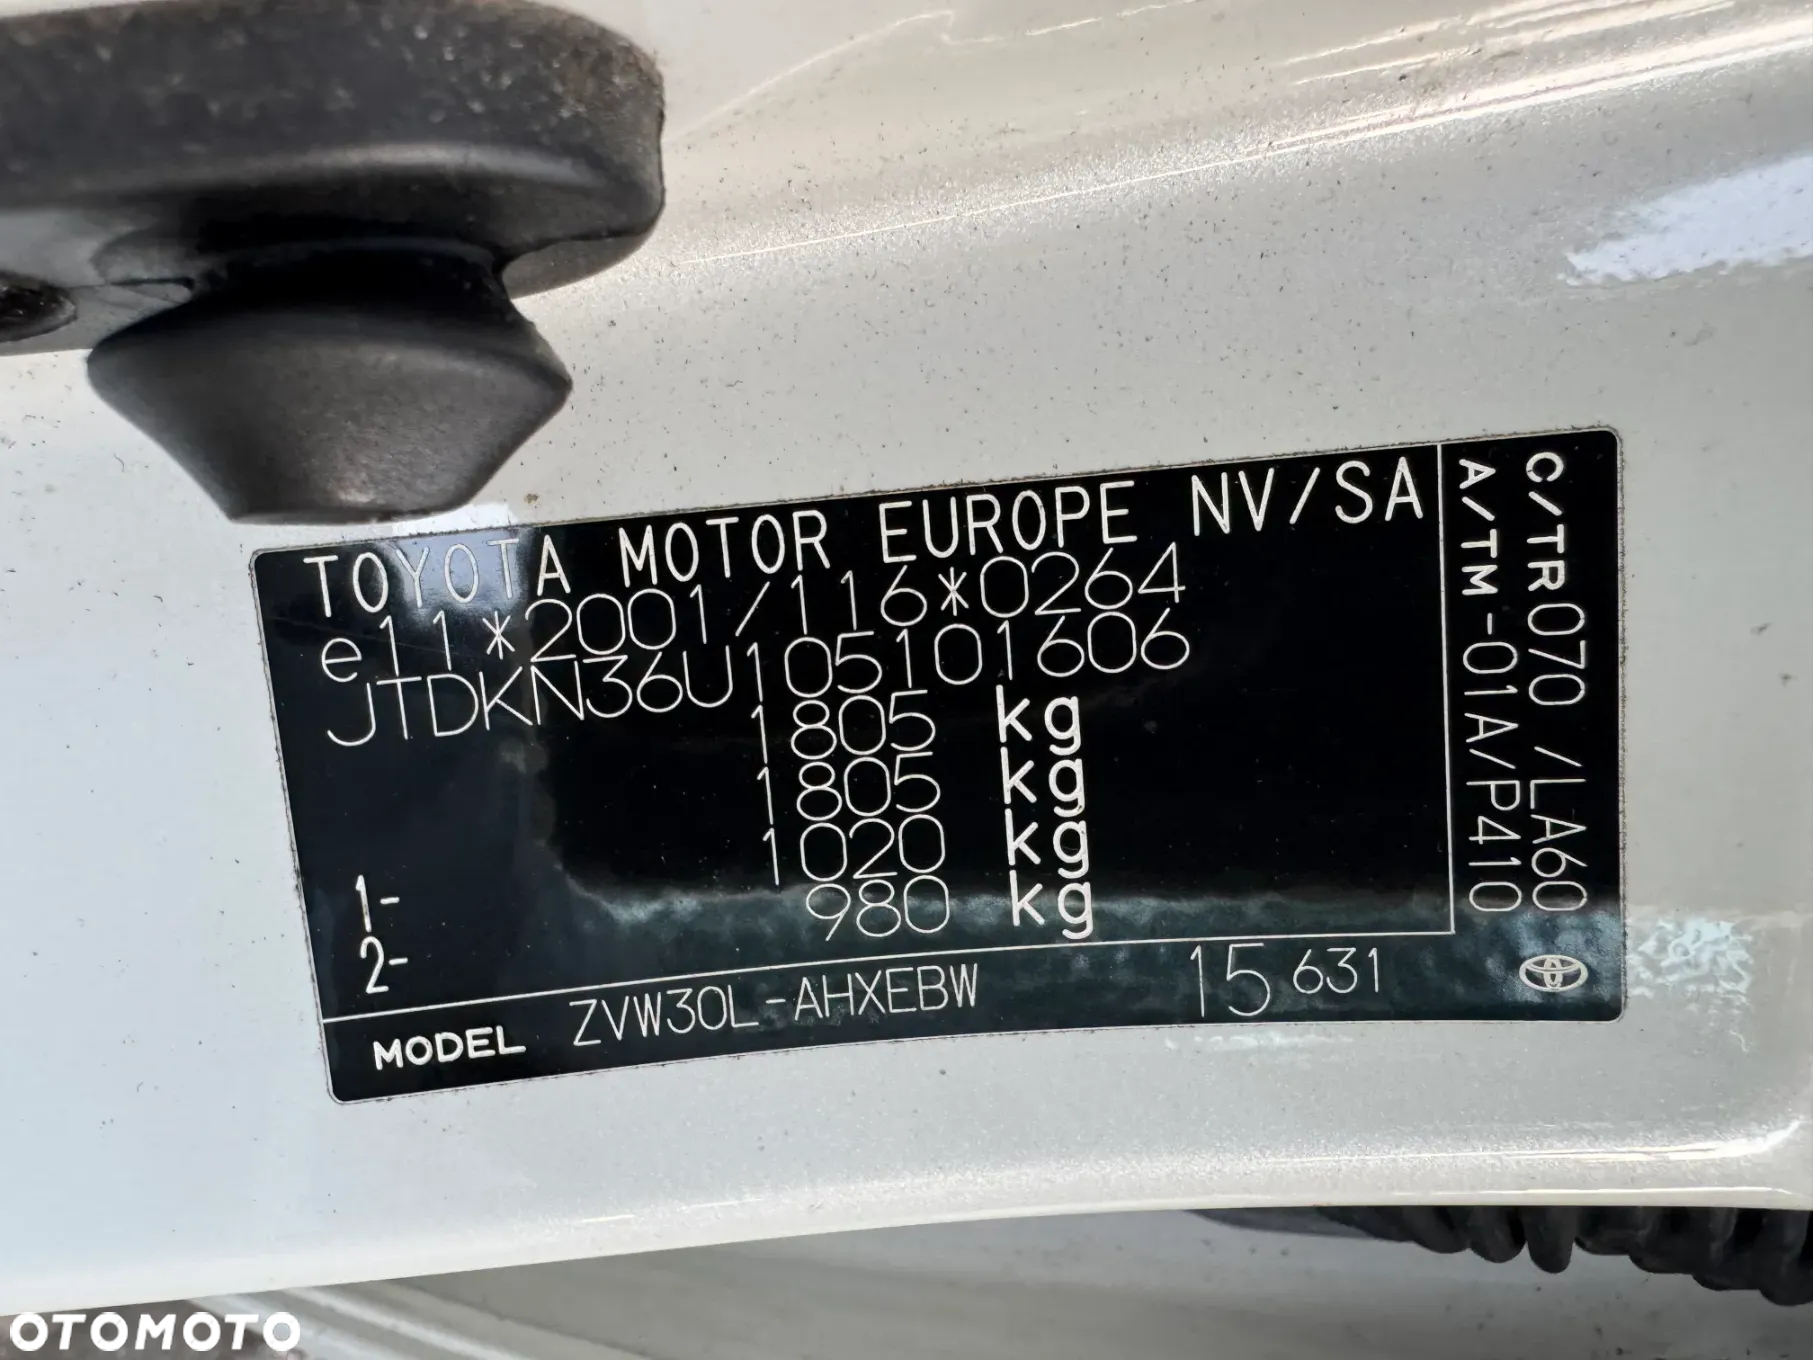 TOYOTA MOTOR EUROPE NV/SA
e11*2001/116*0264
JTDKN36U105101606
1805 kg
1805 kg
1- 1020 kg
2- 980 kg
MODEL ZVW30L-AHXEBW 15 631
C/TR070 /LA60
A/TM-01A/P410
OTOMOTO